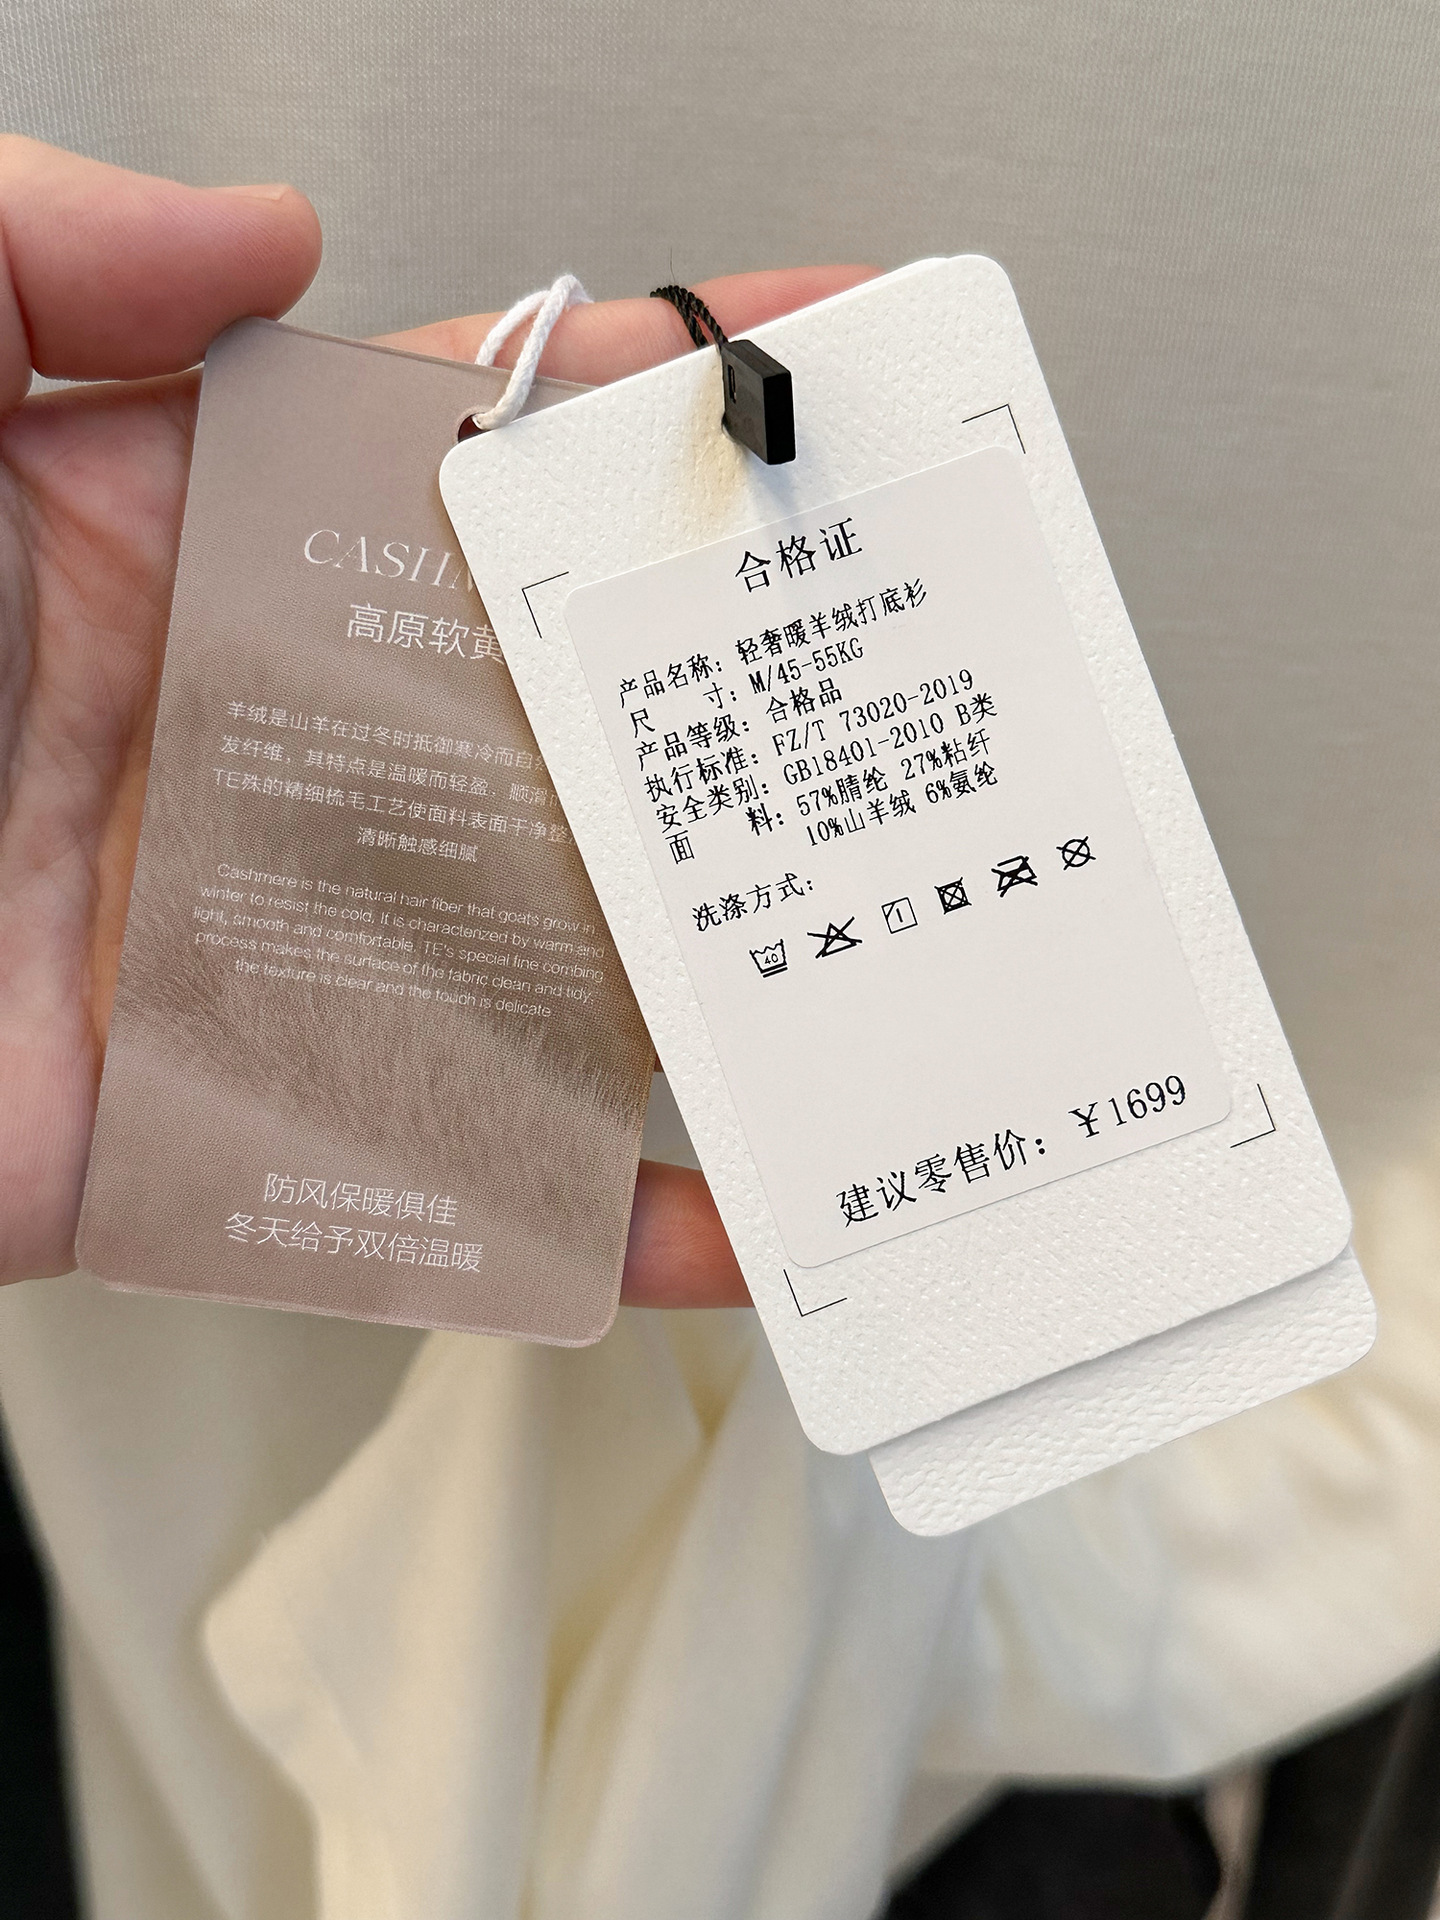 高原软黄
羊绒是山羊在过冬时抵御寒冷而自
发纤维，其特点是温暖而轻盈、顺滑
TE殊的精细梳毛工艺使面料表面干净整
清晰触感细腻
Cashmere is the natural hair fiber that goats grow in
winter to resist the cold. It is characterized by warm and
light, smooth and comfortable. TE's special fine combing
process makes the surface of the fabric clean and tidy,
the texture is clear and the touch is delicate
防风保暖俱佳
冬天给予双倍温暖
合格证
产品名称：轻奢暖羊绒打底衫
尺 寸：M/45-55KG
产品等级：合格品
执行标准：FZ/T 73020-2019
安全类别：GB18401-2010 B类
面 料：57%腈纶 27%粘纤
10%山羊绒 6%氨纶
洗涤方式：
40
建议零售价：￥1699